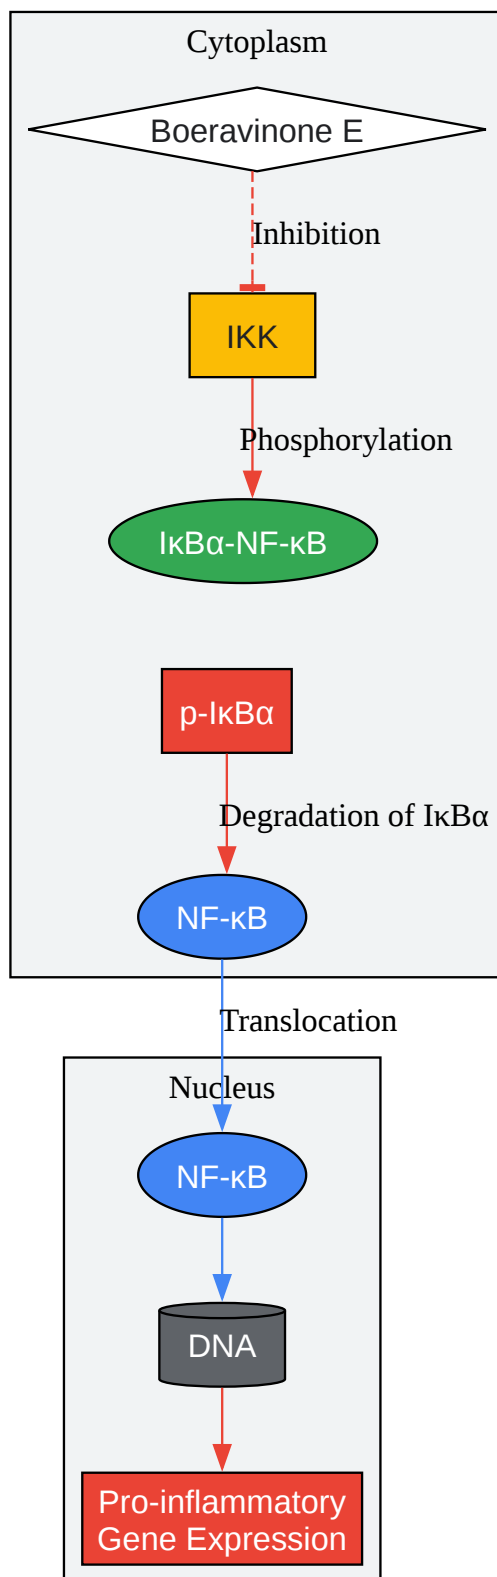 Cytoplasm
Boeravinone E
Inhibition
IKK
Phosphorylation
IκBα-NF-κB
p-IκBα
Degradation of IκBα
NF-κB
Translocation
Nucleus
NF-κB
DNA
Pro-inflammatory
Gene Expression